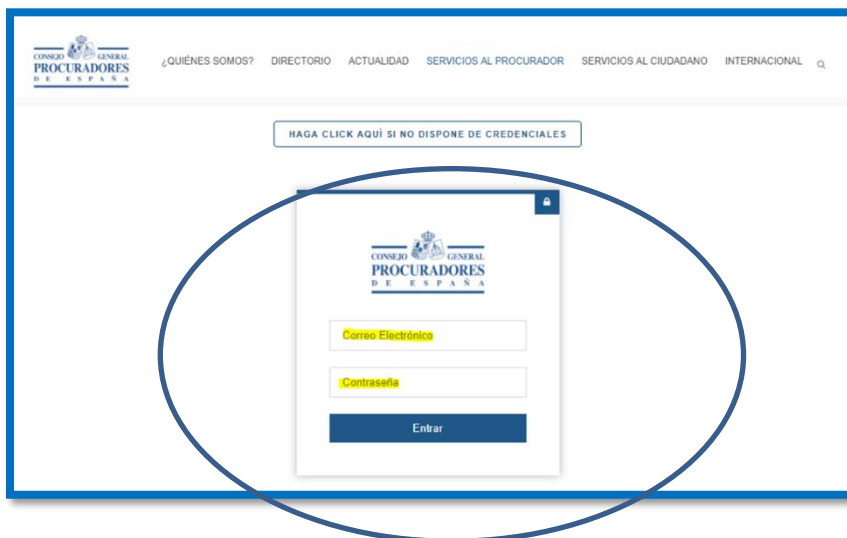 CONSEJO GENERAL
PROCURADORES
DE ESPAÑA
¿QUIÉNES SOMOS? DIRECTORIO ACTUALIDAD SERVICIOS AL PROCURADOR SERVICIOS AL CIUDADANO INTERNACIONAL
HAGA CLICK AQUÌ SI NO DISPONE DE CREDENCIALES
CONSEJO GENERAL
PROCURADORES
DE ESPAÑA
Correo Electrónico
Contraseña
Entrar